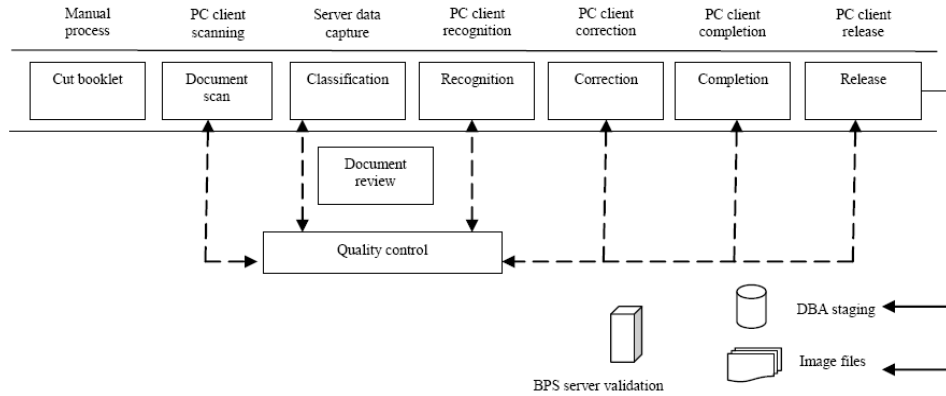 Manual
process
PC client
scanning
Server data
capture
PC client
recognition
PC client
correction
PC client
completion
PC client
release
Cut booklet
Document
scan
Classification
Recognition
Correction
Completion
Release
Document
review
Quality control
DBA staging
Image files
BPS server validation